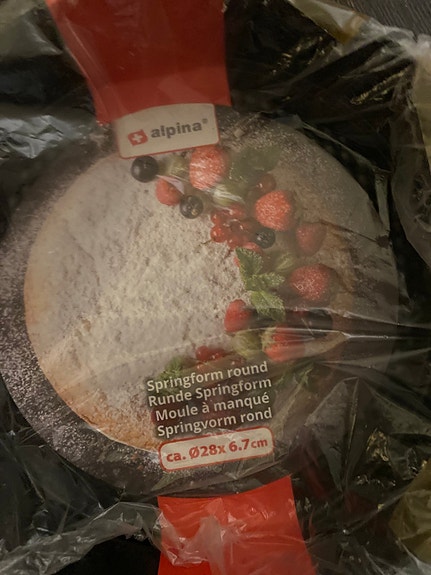 alpina®
Springform round
Runde Springform
Moule à manqué
Springvorm rond
ca. Ø28x 6.7cm